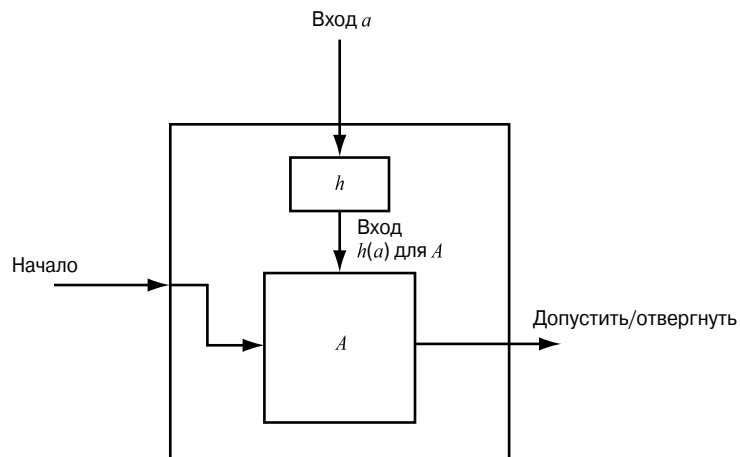 Вход a
h
Вход
h(a) для A
Начало
Допустить/отвергнуть
A